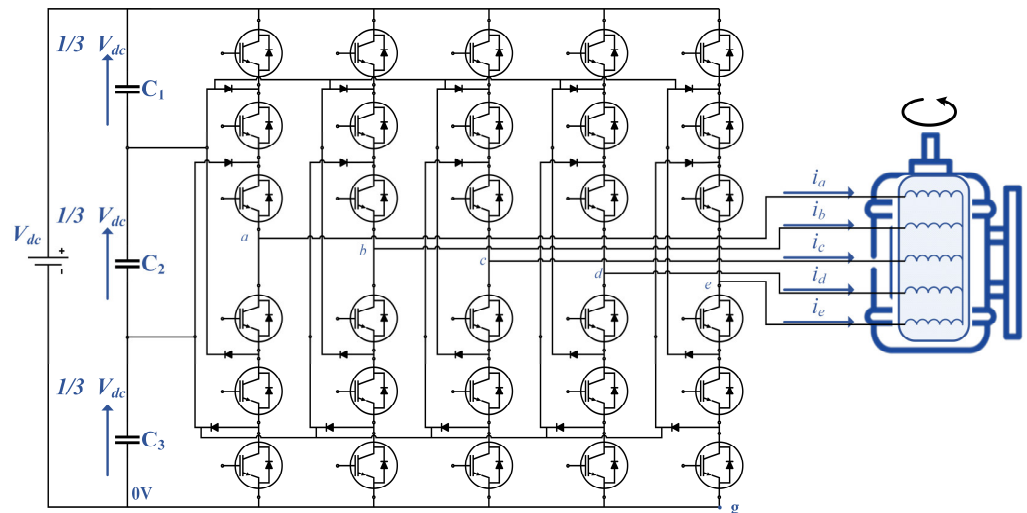 1/3 Vdc
C1
1/3 Vdc
Vdc
+
-
C2
1/3 Vdc
C3
0V
g
a
b
c
d
e
ia
ib
ic
id
ie